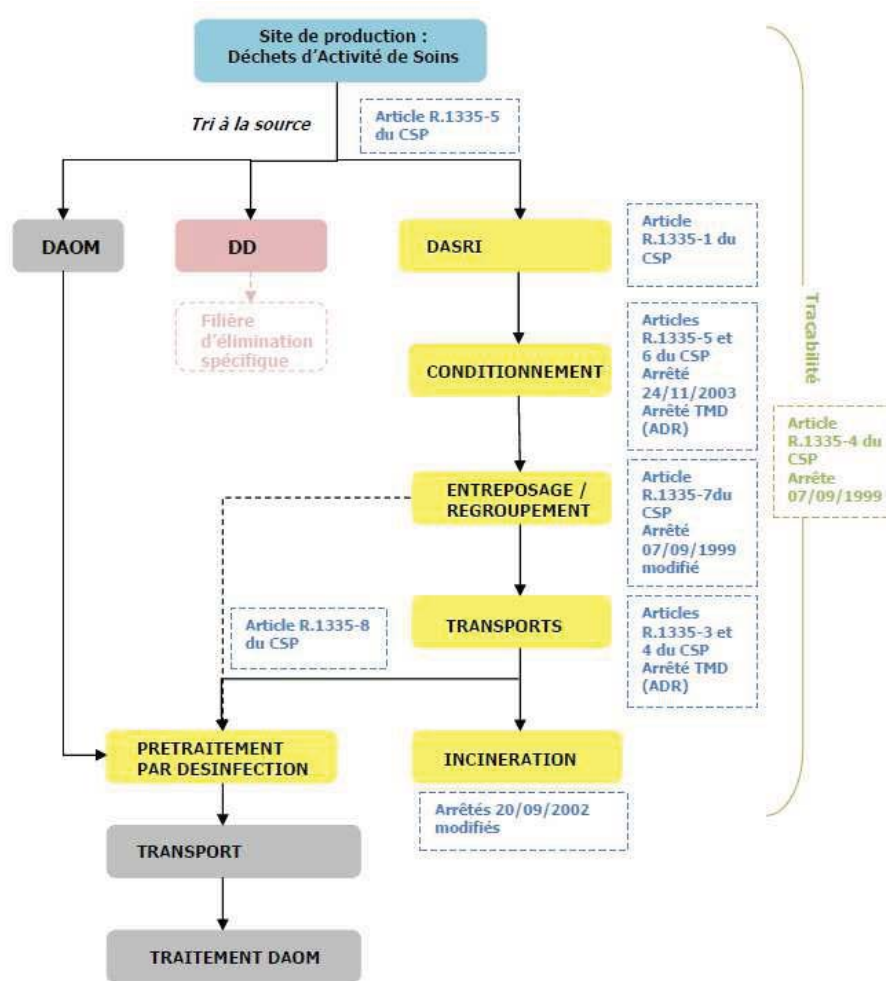 Site de production :
Déchets d'Activité de Soins
Tri à la source
Article R.1335-5
du CSP
DAOM
DD
DASRI
Article
R.1335-1 du
CSP
Filière
d'élimination
spécifique
CONDITIONNEMENT
Articles
R.1335-5 et
6 du CSP
Arrêté
24/11/2003
Arrêté TMD
(ADR)
Traçabilité
Article
R.1335-4 du
CSP
Arrête
07/09/1999
ENTREPOSAGE /
REGROUPEMENT
Article
R.1335-7du
CSP
Arrêté
07/09/1999
modifié
TRANSPORTS
Articles
R.1335-3 et
4 du CSP
Arrêté TMD
(ADR)
Article R.1335-8
du CSP
PRETRAITEMENT
PAR DESINFECTION
INCINERATION
Arrêtés 20/09/2002
modifiés
TRANSPORT
TRAITEMENT DAOM